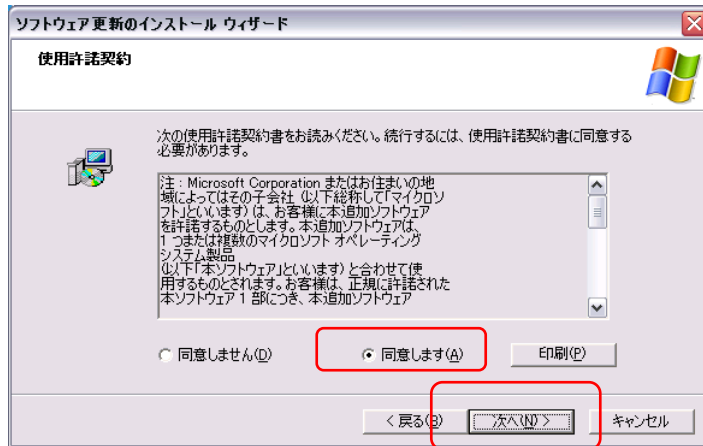 ソフトウェア更新のインストール ウィザード
使用許諾契約
次の使用許諾契約書をお読みください。続行するには、使用許諾契約書に同意する
必要があります。
注 : Microsoft Corporation またはお住まいの地
域によってはその子会社 (以下総称して「マイクロソ
フト」といいます) は、お客様に本追加ソフトウェア
を許諾するものとします。本追加ソフトウェアは、
1 つまたは複数のマイクロソフト オペレーティング
システム製品
(以下「本ソフトウェア」といいます) と合わせて使
用するものとされます。お客様は、正規に許諾された
本ソフトウェア 1 部につき、本追加ソフトウェア
同意しません(D) 同意します(A) 印刷(P)
< 戻る(B) 次へ(N) > キャンセル